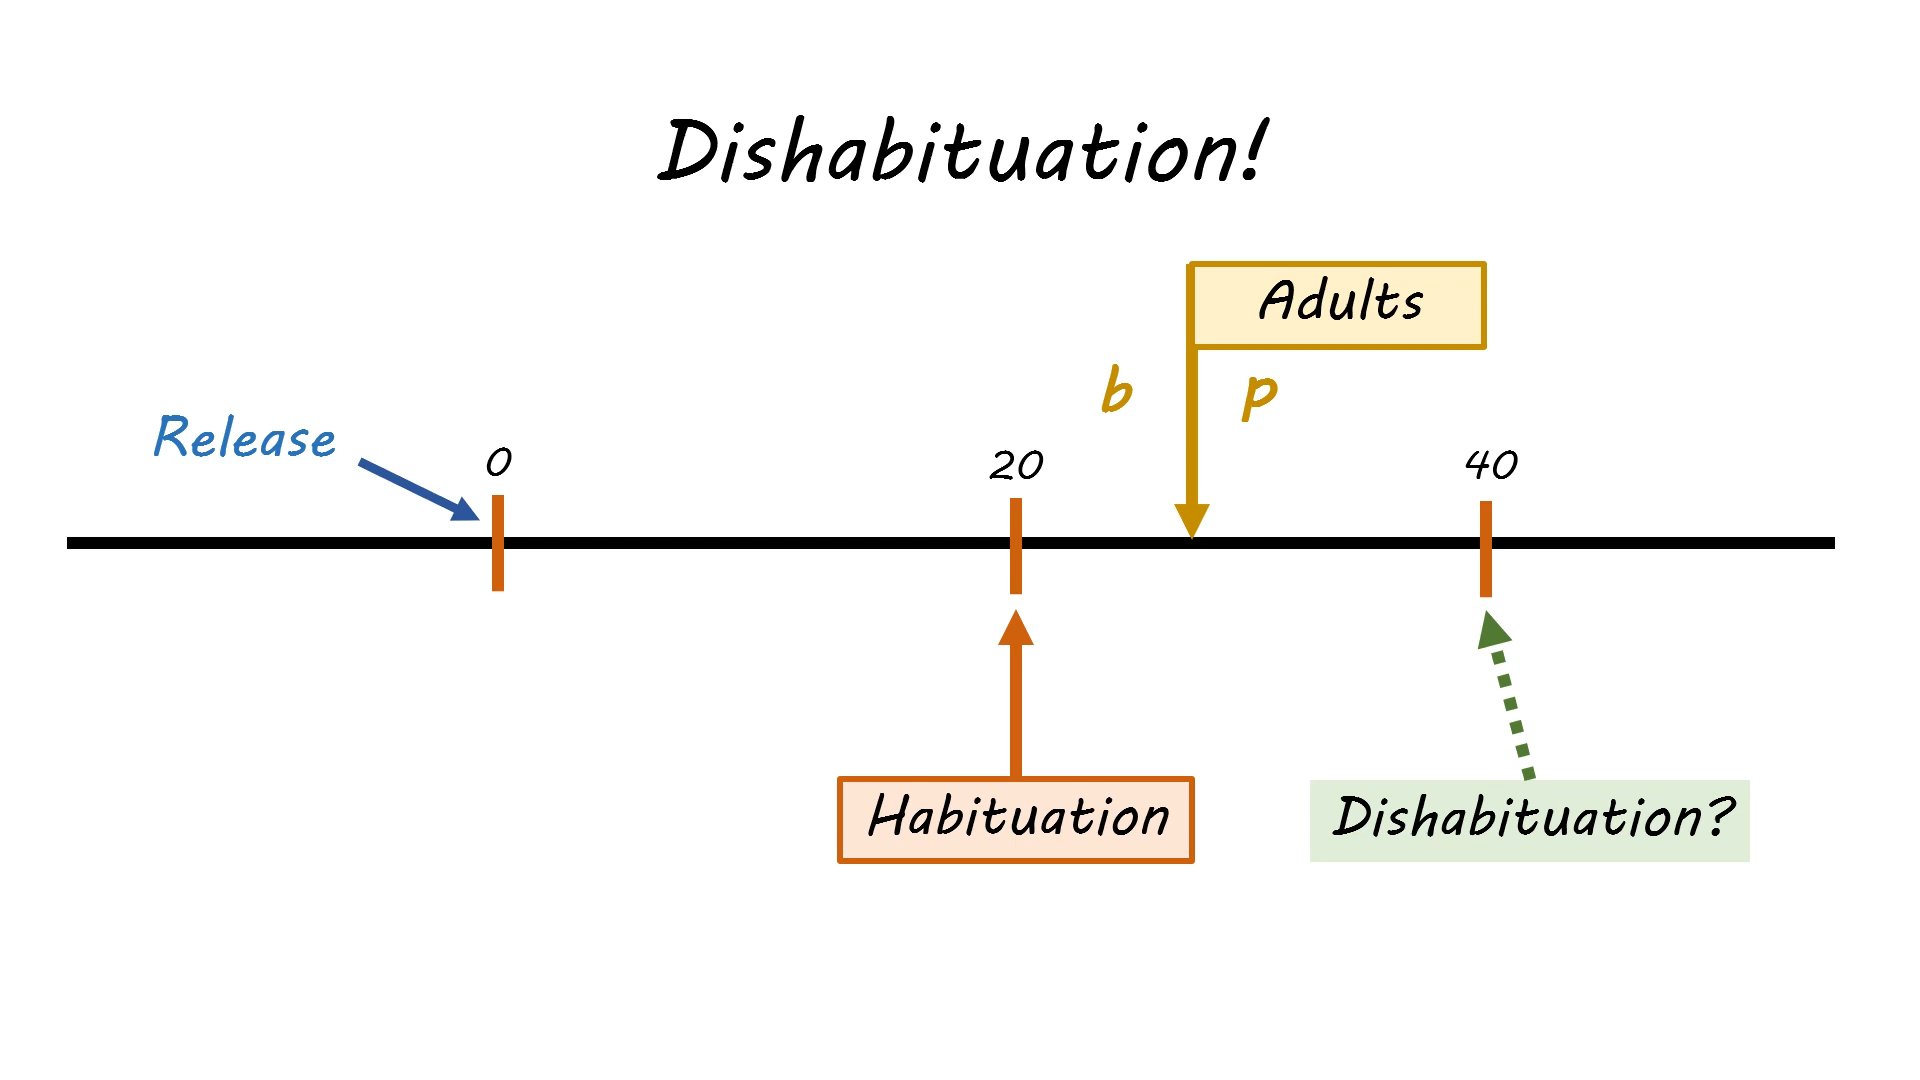 Dishabituation!
Adults
b
p
Release
0
20
40
Habituation
Dishabituation?